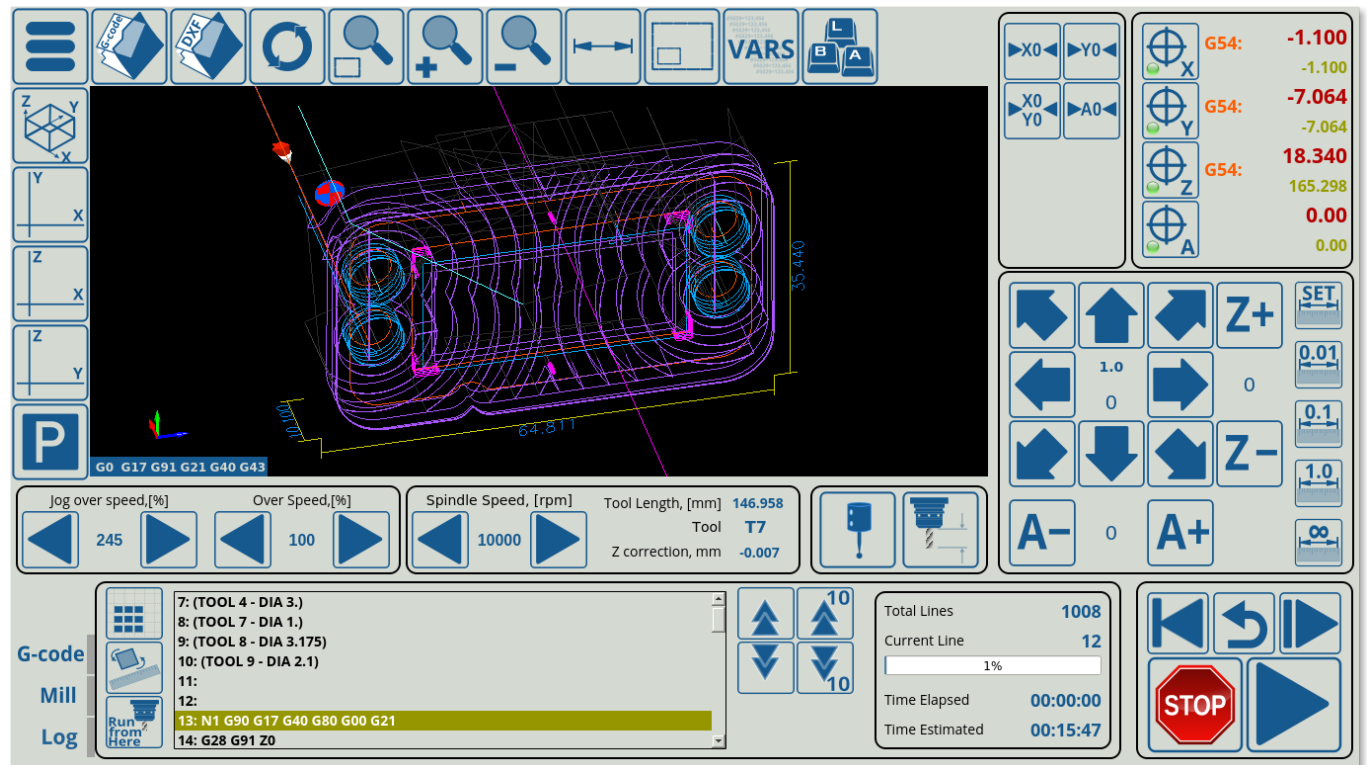 G-code
DXF
VARS
L
B
A
X0
Y0
X0
Y0
A0
X
G54:
-1.100
-1.100
Y
G54:
-7.064
-7.064
Z
G54:
18.340
165.298
A
0.00
0.00
Z
Y
X
Y
X
Z
X
Z
Y
P
35.440
64.811
10.100
G0 G17 G91 G21 G40 G43
Z+
SET
1.0
0
0
0.01
0.1
Z-
1.0
A-
0
A+
∞
Jog over speed,[%]
245
Over Speed,[%]
100
Spindle Speed, [rpm]
10000
Tool Length, [mm] 146.958
Tool T7
Z correction, mm -0.007
G-code
Mill
Log
Run
from
Here
7: (TOOL 4 - DIA 3.)
8: (TOOL 7 - DIA 1.)
9: (TOOL 8 - DIA 3.175)
10: (TOOL 9 - DIA 2.1)
11:
12:
13: N1 G90 G17 G40 G80 G00 G21
14: G28 G91 Z0
10
10
Total Lines 1008
Current Line 12
1%
Time Elapsed 00:00:00
Time Estimated 00:15:47
STOP